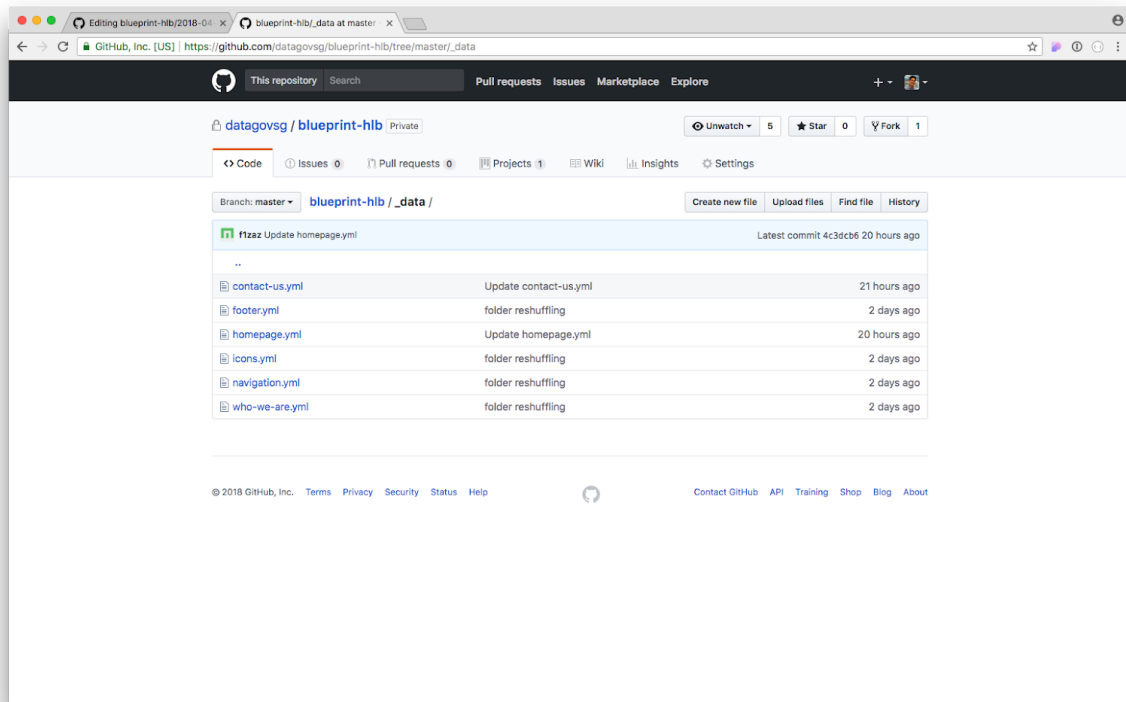 Editing blueprint-hlb/2018-04- blueprint-hlb/_data at master
GitHub, Inc. [US] https://github.com/datagovsg/blueprint-hlb/tree/master/_data
This repository Search Pull requests Issues Marketplace Explore
datagovsg / blueprint-hlb Private Unwatch 5 Star 0 Fork 1
Code Issues 0 Pull requests 0 Projects 1 Wiki Insights Settings
Branch: master blueprint-hlb / _data / Create new file Upload files Find file History
f1zaz Update homepage.yml Latest commit 4c3dcb6 20 hours ago
..
contact-us.yml Update contact-us.yml 21 hours ago
footer.yml folder reshuffling 2 days ago
homepage.yml Update homepage.yml 20 hours ago
icons.yml folder reshuffling 2 days ago
navigation.yml folder reshuffling 2 days ago
who-we-are.yml folder reshuffling 2 days ago
© 2018 GitHub, Inc. Terms Privacy Security Status Help Contact GitHub API Training Shop Blog About